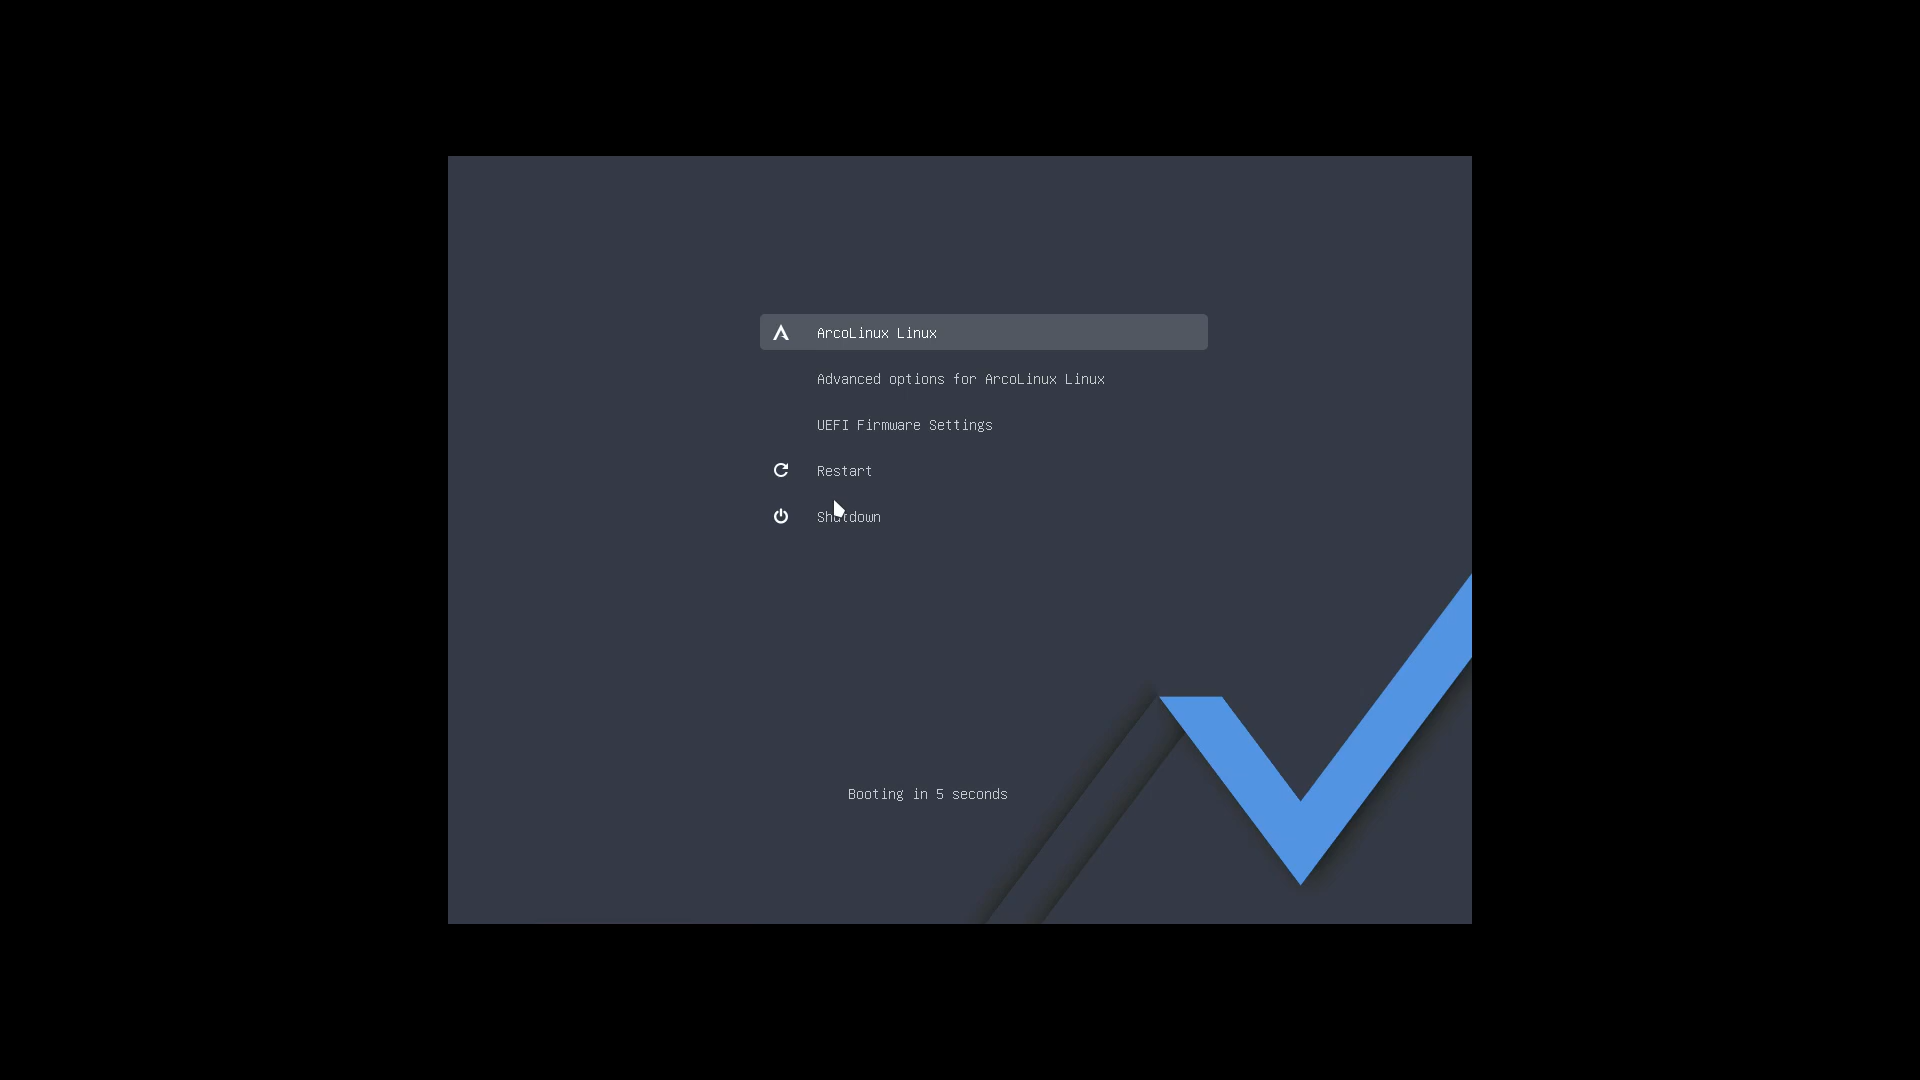 ArcoLinux Linux
Advanced options for ArcoLinux Linux
UEFI Firmware Settings
Restart
Shutdown
Booting in 5 seconds